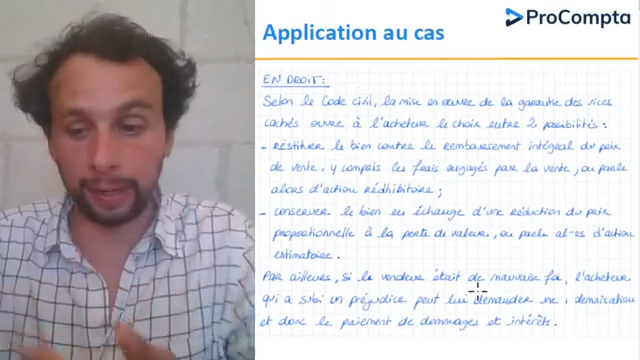 Application au cas
ProCompta
EN DROIT:
Selon le Code civil, la mise en œuvre de la garantie des vices
cachés ouvre à l'acheteur le choix entre 2 possibilités :
- restituer le bien contre le remboursement intégral du prix
de vente, y compris les frais engagés par la vente, on parle
alors d'action rédhibitoire ;
- conserver le bien en échange d'une réduction du prix
proportionnelle à la perte de valeur, on parle alors d'action
estimatoire.
Par ailleurs, si le vendeur était de mauvaise foi, l'acheteur
qui a subi un préjudice peut lui demander une indemnisation
et donc le paiement de dommages et intérêts.